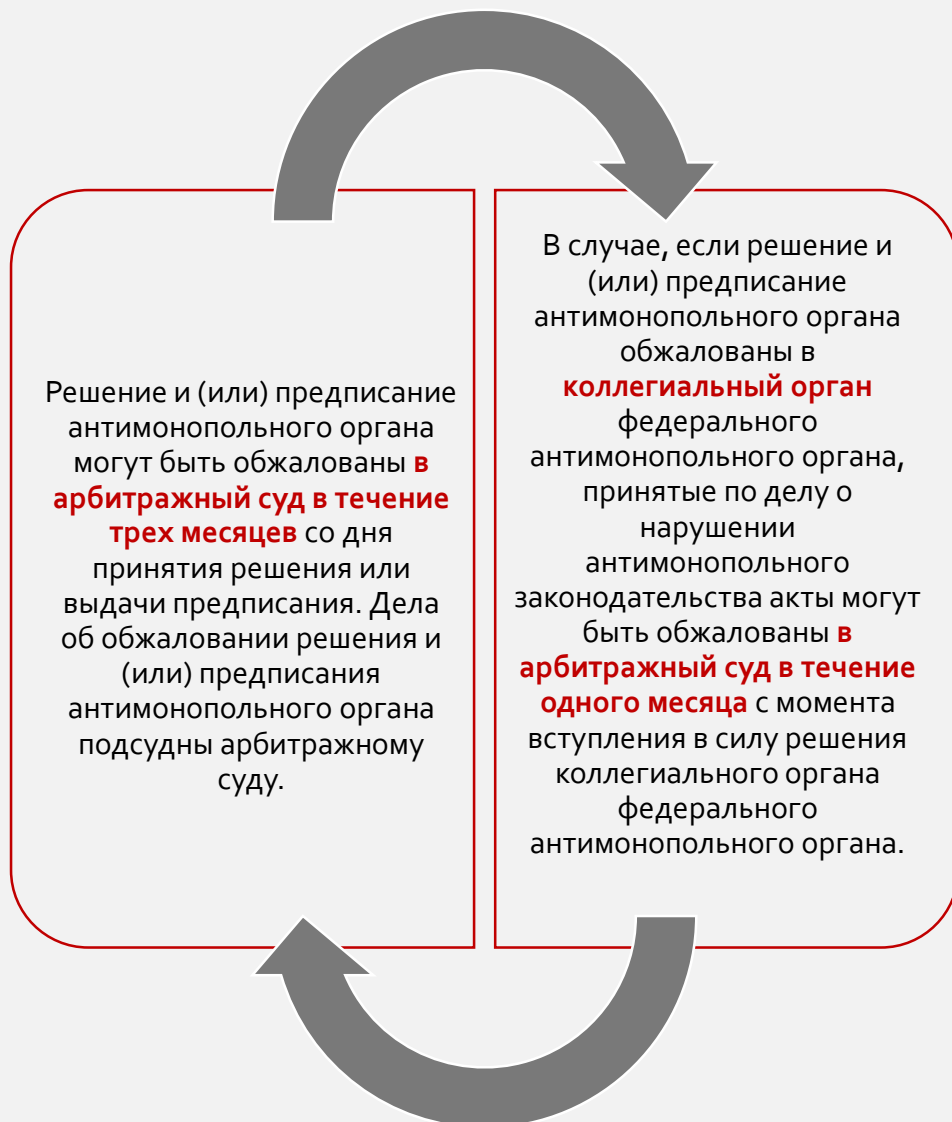 Решение и (или) предписание
антимонопольного органа
могут быть обжалованы в
арбитражный суд в течение
трех месяцев со дня
принятия решения или
выдачи предписания. Дела
об обжаловании решения и
(или) предписания
антимонопольного органа
подсудны арбитражному
суду.
В случае, если решение и
(или) предписание
антимонопольного органа
обжалованы в
коллегиальный орган
федерального
антимонопольного органа,
принятые по делу о
нарушении
антимонопольного
законодательства акты могут
быть обжалованы в
арбитражный суд в течение
одного месяца с момента
вступления в силу решения
коллегиального органа
федерального
антимонопольного органа.